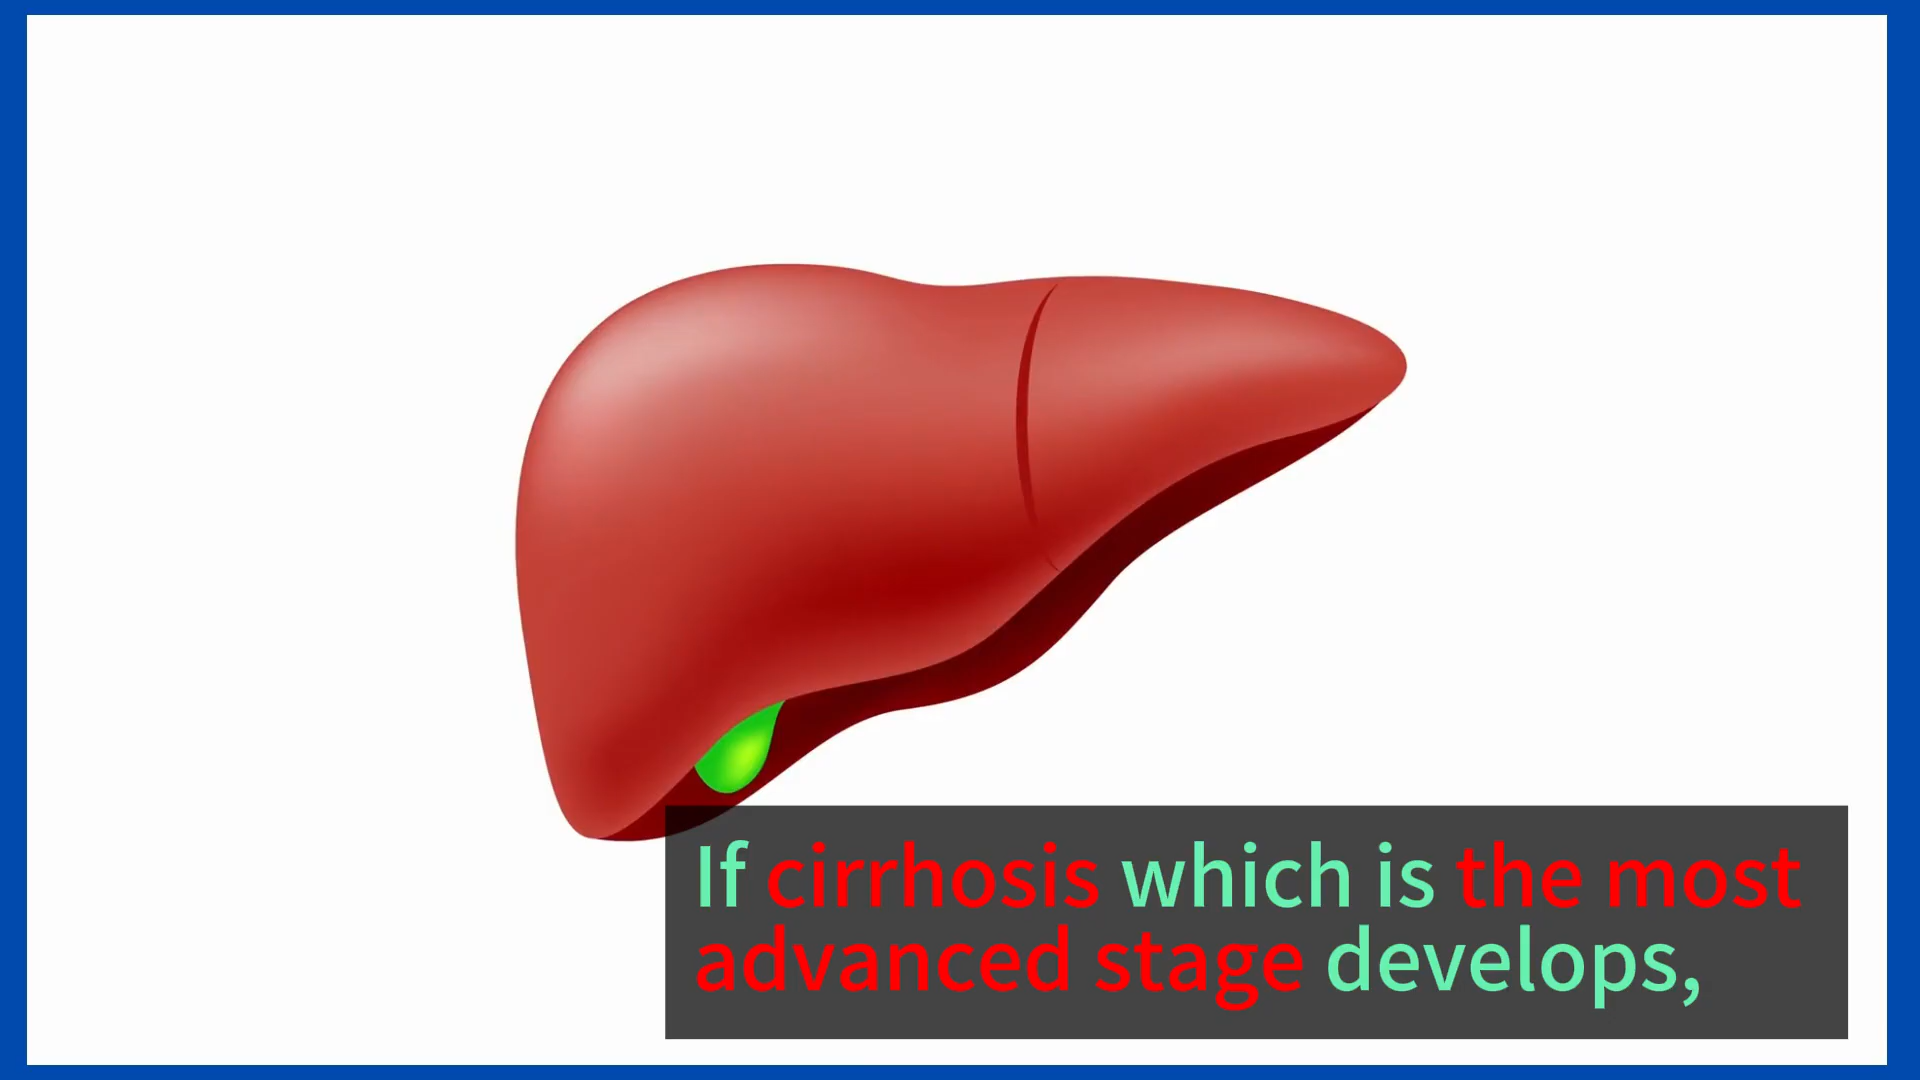 If cirrhosis which is the most
advanced stage develops,